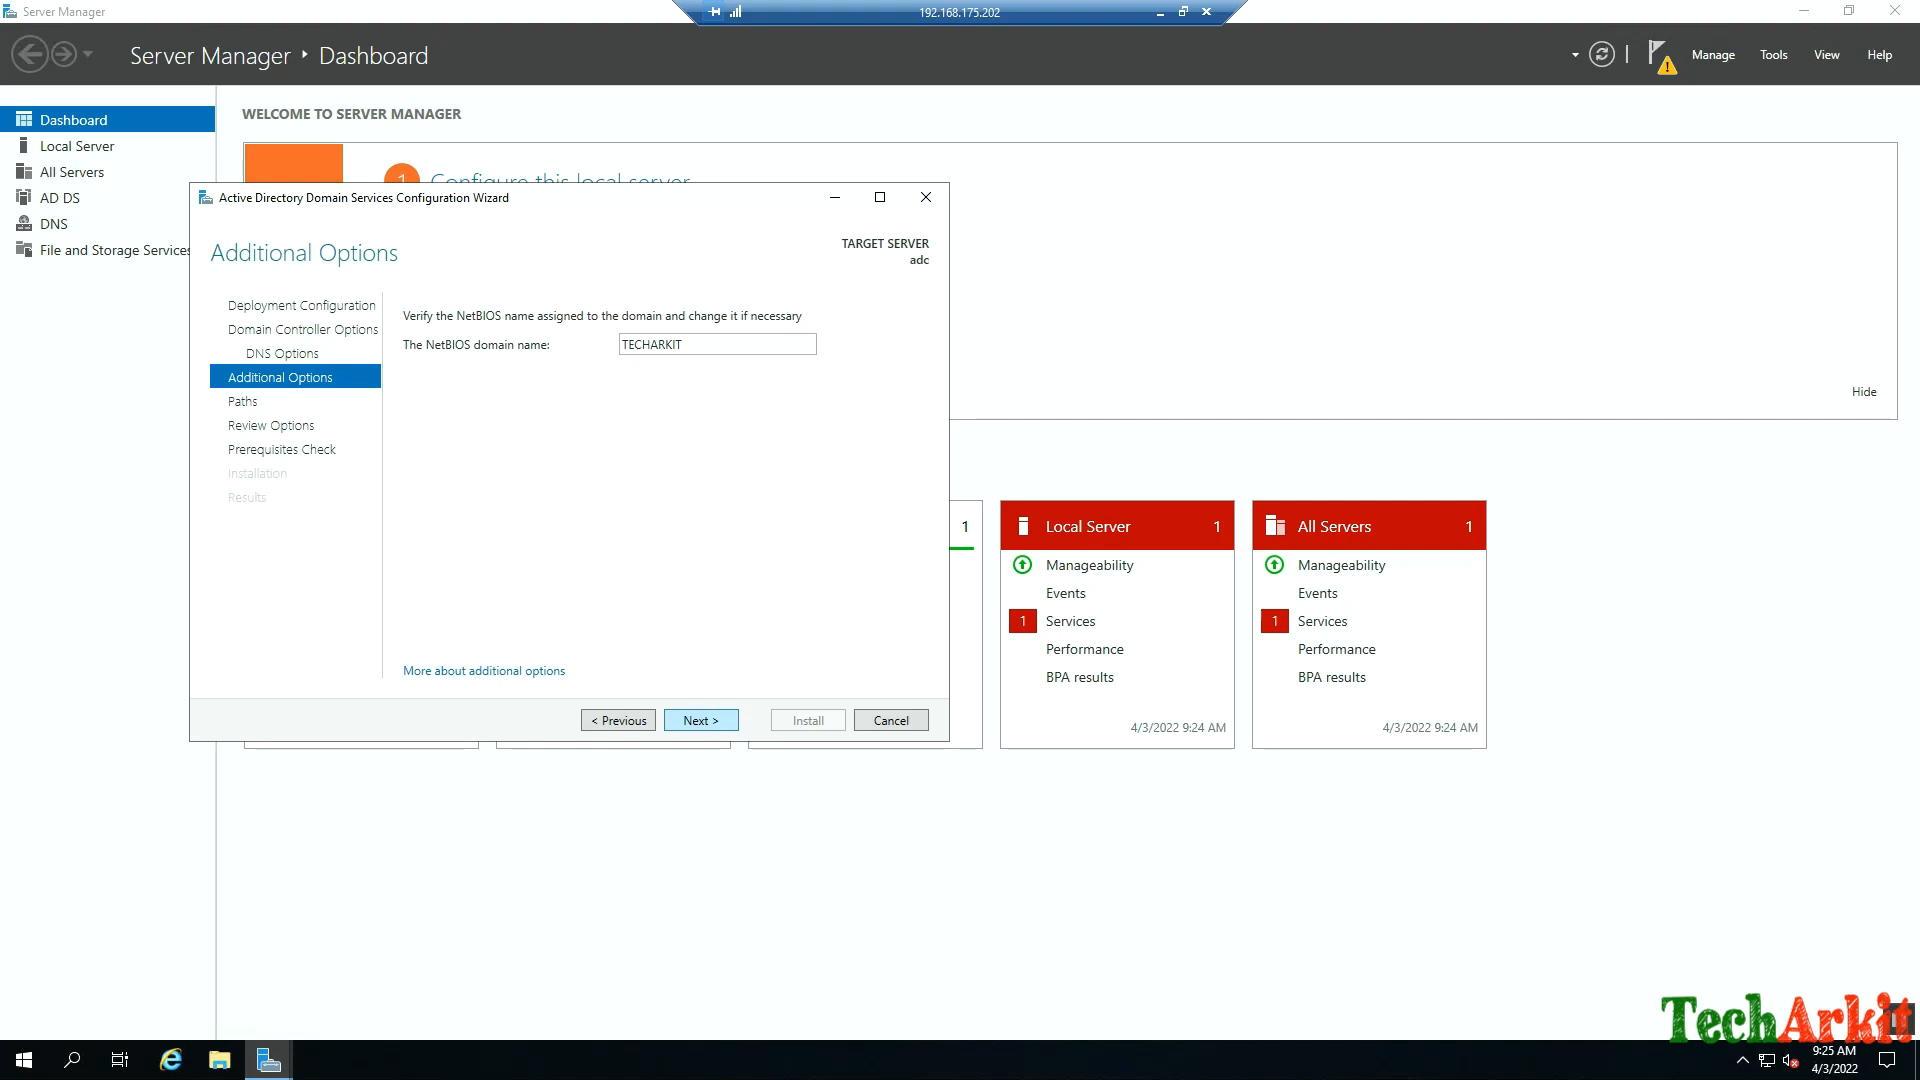 Server Manager
192.168.175.202
Server Manager ‣ Dashboard
Manage Tools View Help
Dashboard
Local Server
All Servers
AD DS
DNS
File and Storage Services
WELCOME TO SERVER MANAGER
1 Configure this local server
Hide
Active Directory Domain Services Configuration Wizard
Additional Options
TARGET SERVER
adc
Deployment Configuration
Domain Controller Options
DNS Options
Additional Options
Paths
Review Options
Prerequisites Check
Installation
Results
Verify the NetBIOS name assigned to the domain and change it if necessary
The NetBIOS domain name: TECHARKIT
More about additional options
< Previous Next > Install Cancel
1
Local Server 1
Manageability
Events
1 Services
Performance
BPA results
4/3/2022 9:24 AM
All Servers 1
Manageability
Events
1 Services
Performance
BPA results
4/3/2022 9:24 AM
TechArkit
9:25 AM
4/3/2022